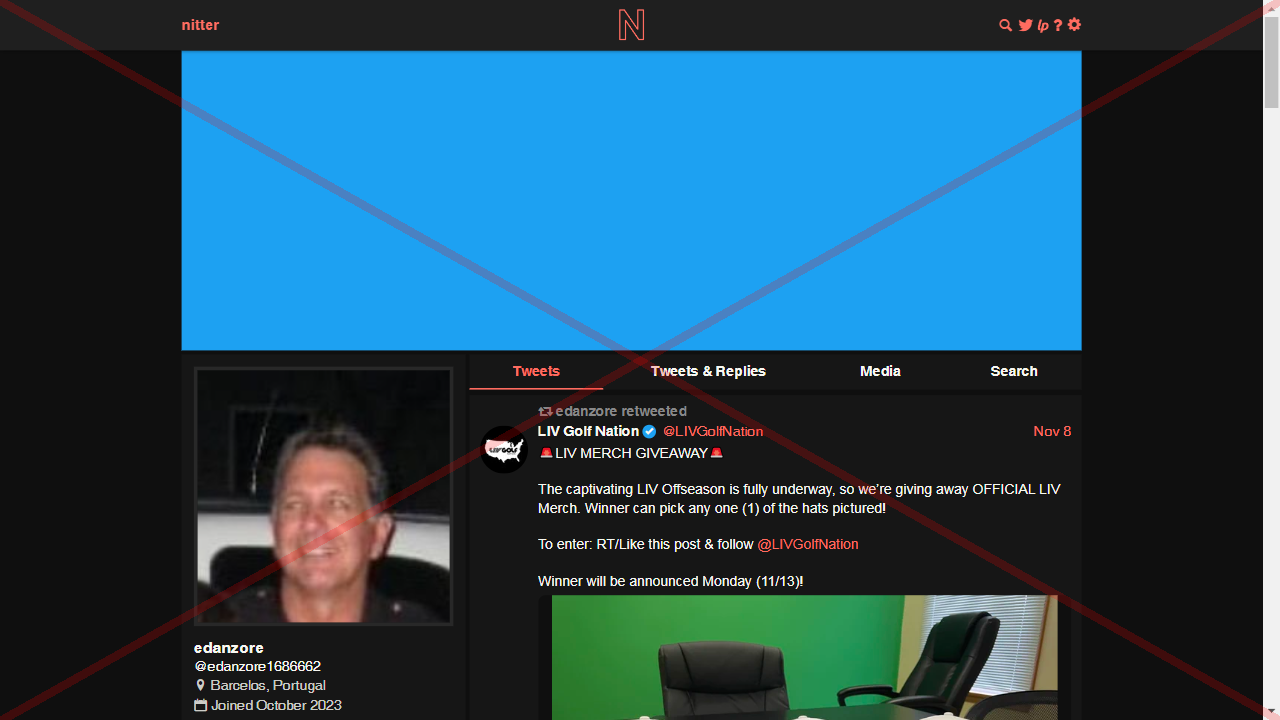 nitter
N
lp ?
Tweets
Tweets & Replies
Media
Search
edanzore retweeted
LIV Golf Nation @LIVGolfNation Nov 8
🚨LIV MERCH GIVEAWAY🚨
The captivating LIV Offseason is fully underway, so we’re giving away OFFICIAL LIV
Merch. Winner can pick any one (1) of the hats pictured!
To enter: RT/Like this post & follow @LIVGolfNation
Winner will be announced Monday (11/13)!
LIV GOLF
edanzore
@edanzore1686662
Barcelos, Portugal
Joined October 2023